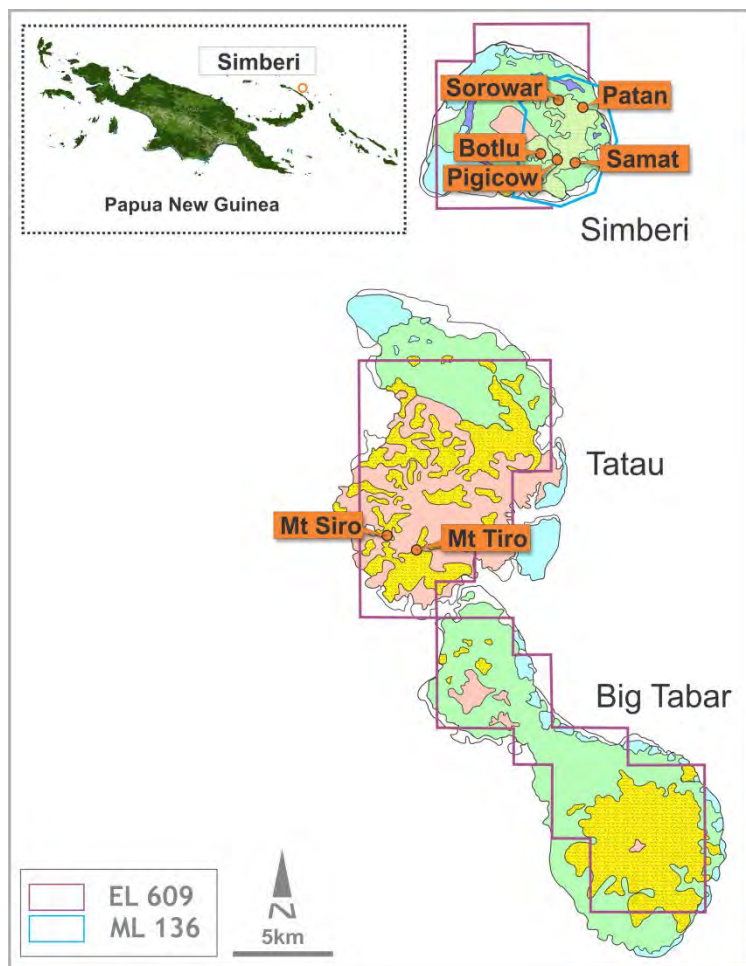 Simberi
Papua New Guinea
Sorowar
Patan
Botlu
Pigicow
Samat
Simberi
Tatau
Mt Siro
Mt Tiro
Big Tabar
EL 609
ML 136
N
5km